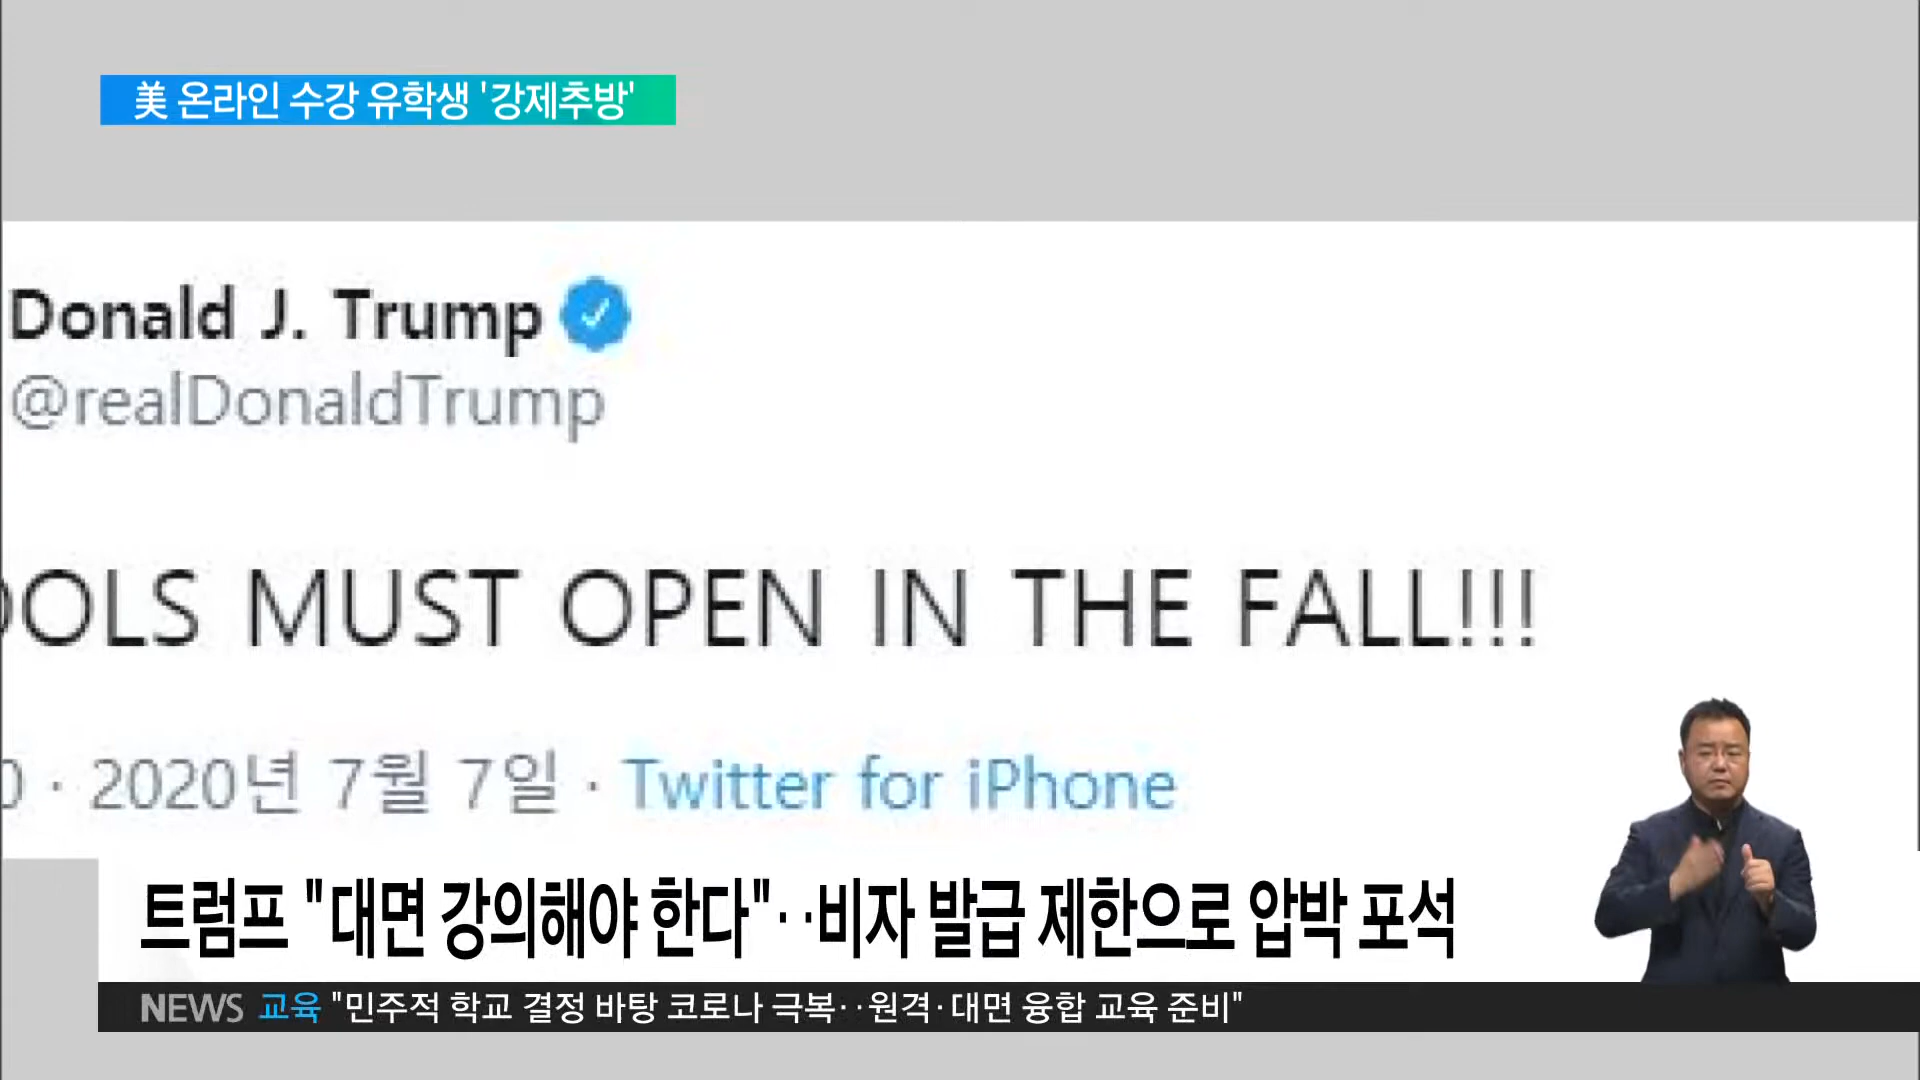 美 온라인 수강 유학생 '강제추방'
Donald J. Trump
@realDonaldTrump
OOLS MUST OPEN IN THE FALL!!!
0 · 2020년 7월 7일 · Twitter for iPhone
트럼프 "대면 강의해야 한다"‥비자 발급 제한으로 압박 포석
NEWS 교육 "민주적 학교 결정 바탕 코로나 극복‥원격·대면 융합 교육 준비"